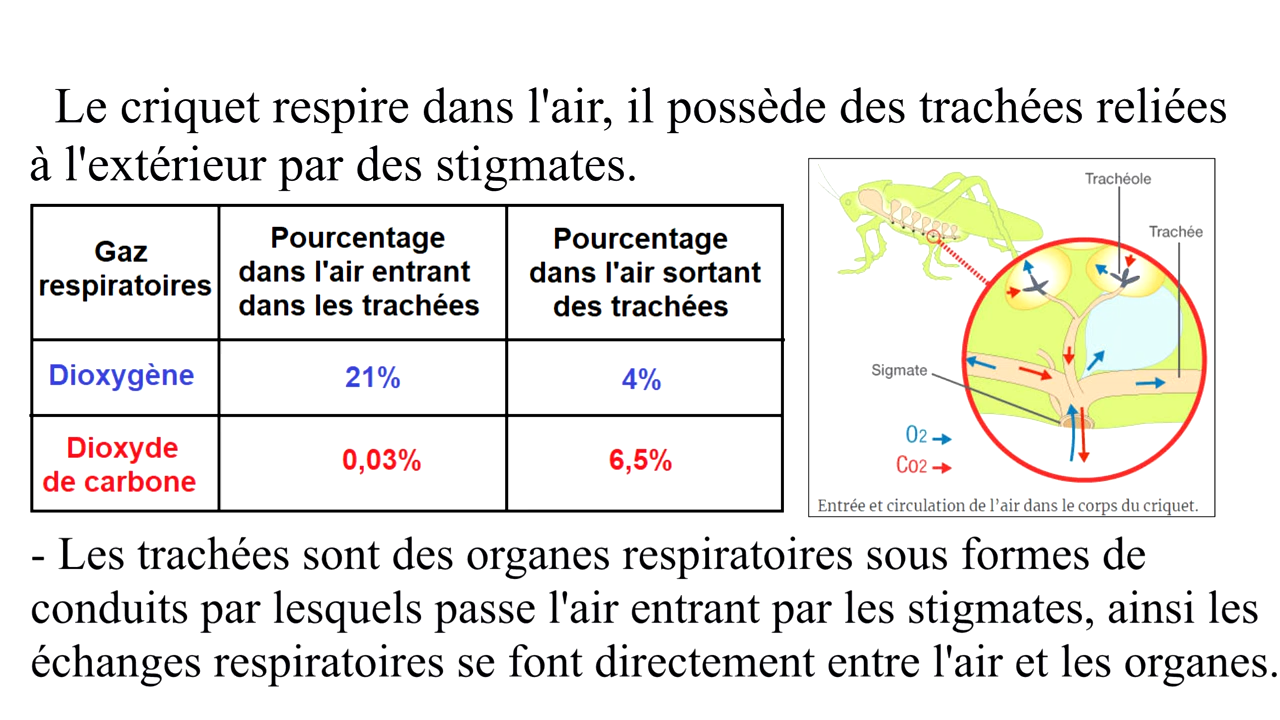 Le criquet respire dans l'air, il possède des trachées reliées
à l'extérieur par des stigmates.
Gaz
respiratoires
Pourcentage
dans l'air entrant
dans les trachées
Pourcentage
dans l'air sortant
des trachées
Dioxygène
21%
4%
Dioxyde
de carbone
0,03%
6,5%
Trachéole
Trachée
Sigmate
O2
Co2
Entrée et circulation de l'air dans le corps du criquet.
- Les trachées sont des organes respiratoires sous formes de
conduits par lesquels passe l'air entrant par les stigmates, ainsi les
échanges respiratoires se font directement entre l'air et les organes.